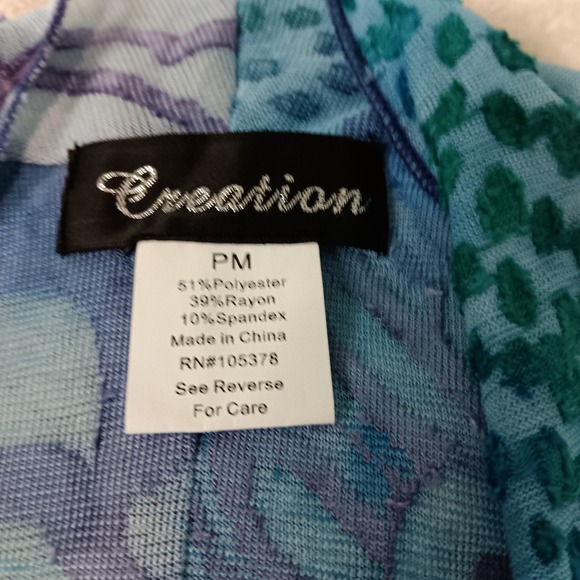 Creation
PM
51%Polyester
39%Rayon
10%Spandex
Made in China
RN#105378
See Reverse
For Care